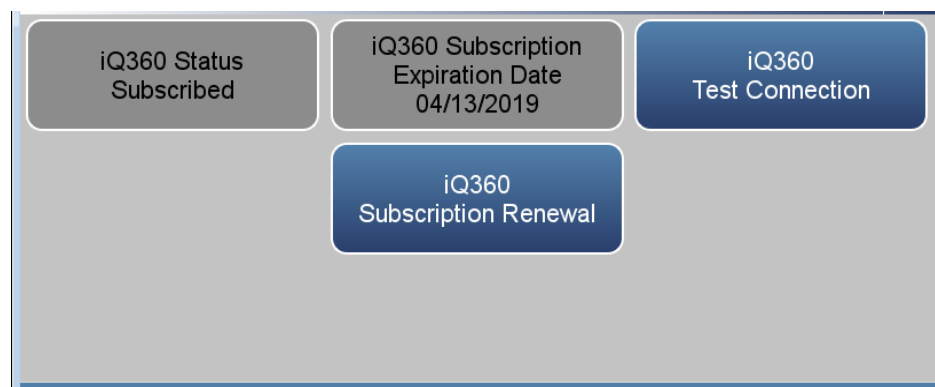 iQ360 Status
Subscribed
iQ360 Subscription
Expiration Date
04/13/2019
iQ360
Test Connection
iQ360
Subscription Renewal